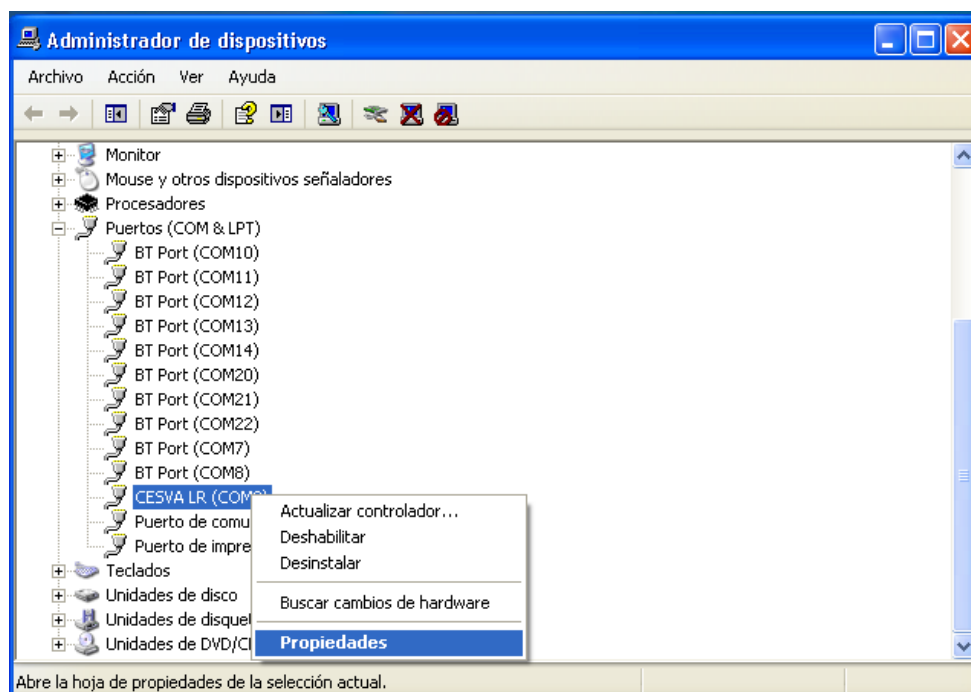 Administrador de dispositivos
Archivo Acción Ver Ayuda
Monitor
Mouse y otros dispositivos señaladores
Procesadores
Puertos (COM & LPT)
BT Port (COM10)
BT Port (COM11)
BT Port (COM12)
BT Port (COM13)
BT Port (COM14)
BT Port (COM20)
BT Port (COM21)
BT Port (COM22)
BT Port (COM7)
BT Port (COM8)
CESVA LR
Puerto de
Puerto de
Teclados
Unidades de disco
Unidades de
Unidades de
Actualizar controlador...
Deshabilitar
Desinstalar
Buscar cambios de hardware
Propiedades
Abre la hoja de propiedades de la selección actual.